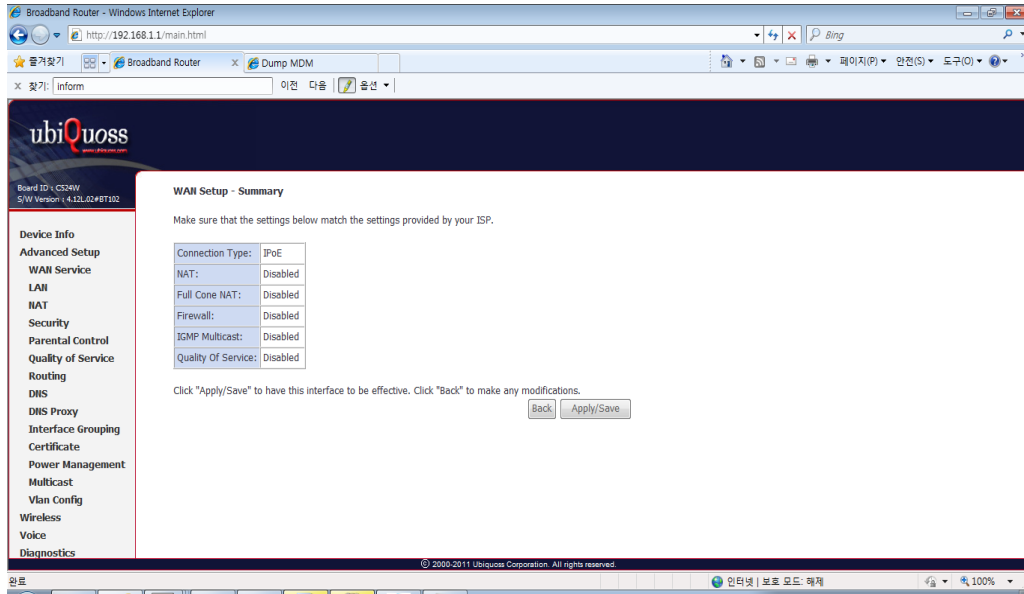 Broadband Router - Windows Internet Explorer
http://192.168.1.1/main.html
Bing
즐겨찾기
Broadband Router x
Dump MDM
페이지(P) 안전(S) 도구(O)
x 찾기: inform 이전 다음 옵션
ubiQuoss
Board ID : C524W
S/W Version : 4.12L.02#BT102
Device Info
Advanced Setup
WAN Service
LAN
NAT
Security
Parental Control
Quality of Service
Routing
DNS
DNS Proxy
Interface Grouping
Certificate
Power Management
Multicast
Vlan Config
Wireless
Voice
Diagnostics
WAN Setup - Summary
Make sure that the settings below match the settings provided by your ISP.
Connection Type: IPoE
NAT: Disabled
Full Cone NAT: Disabled
Firewall: Disabled
IGMP Multicast: Disabled
Quality Of Service: Disabled
Click "Apply/Save" to have this interface to be effective. Click "Back" to make any modifications.
Back Apply/Save
© 2000-2011 Ubiquoss Corporation. All rights reserved.
완료
인터넷 | 보호 모드: 해제
100%